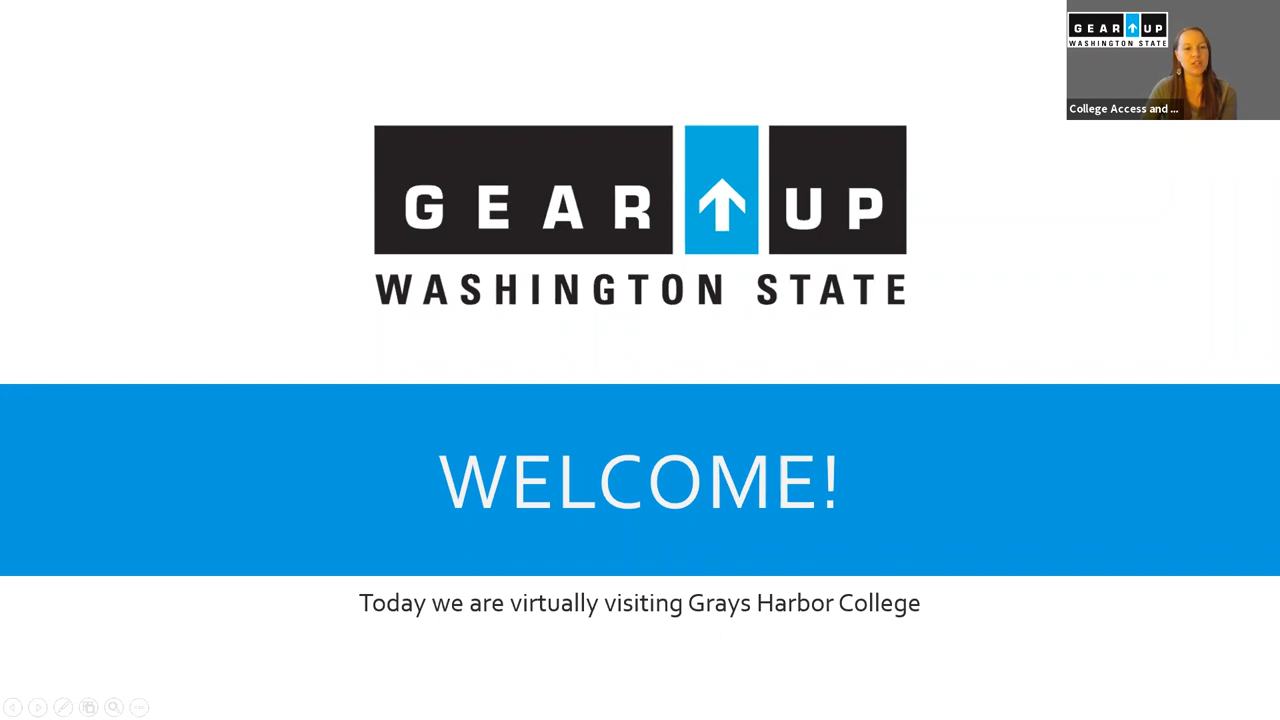 GEAR UP
WASHINGTON STATE
College Access and ...
GEAR UP
WASHINGTON STATE
WELCOME!
Today we are virtually visiting Grays Harbor College